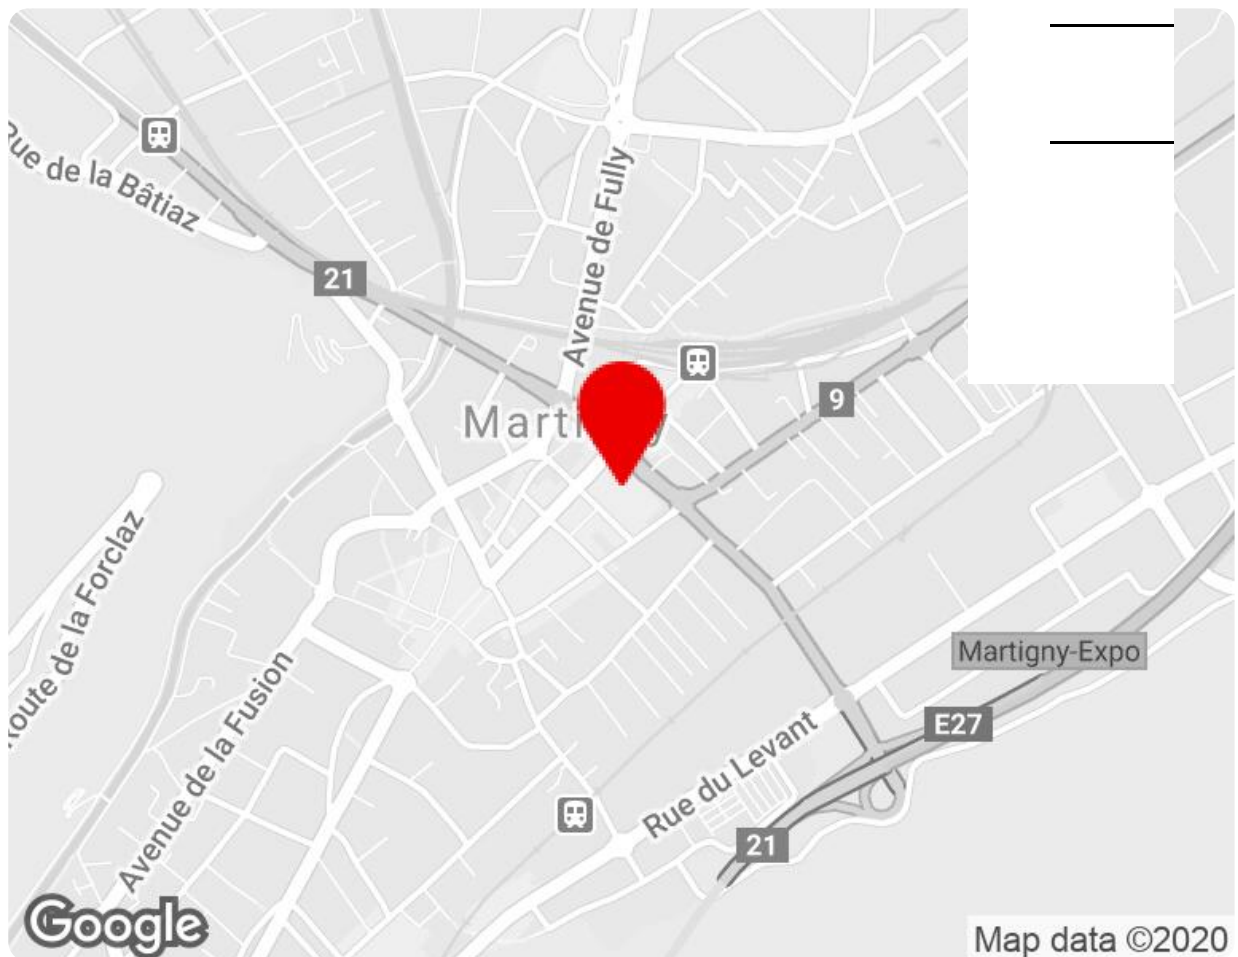 Rue de la Bâtiaz
Avenue de Fully
21
9
Route de la Forclaz
Martigny-Expo
E27
Avenue de la Fusion
Rue du Levant
21
Google
Map data ©2020